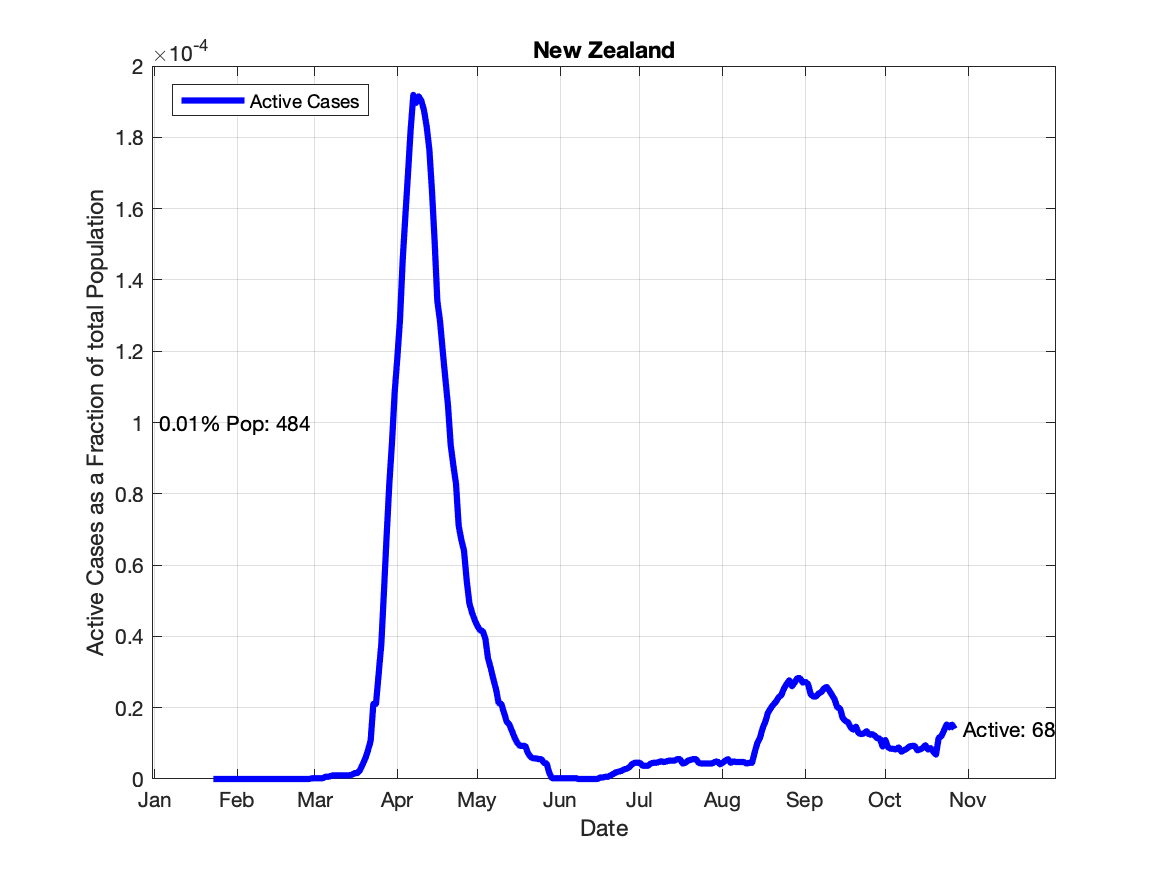 New Zealand
×10^-4
Active Cases
2
1.8
1.6
1.4
1.2
1
0.8
0.6
0.4
0.2
0
Active Cases as a Fraction of total Population
0.01% Pop: 484
Active: 68
Jan Feb Mar Apr May Jun Jul Aug Sep Oct Nov
Date